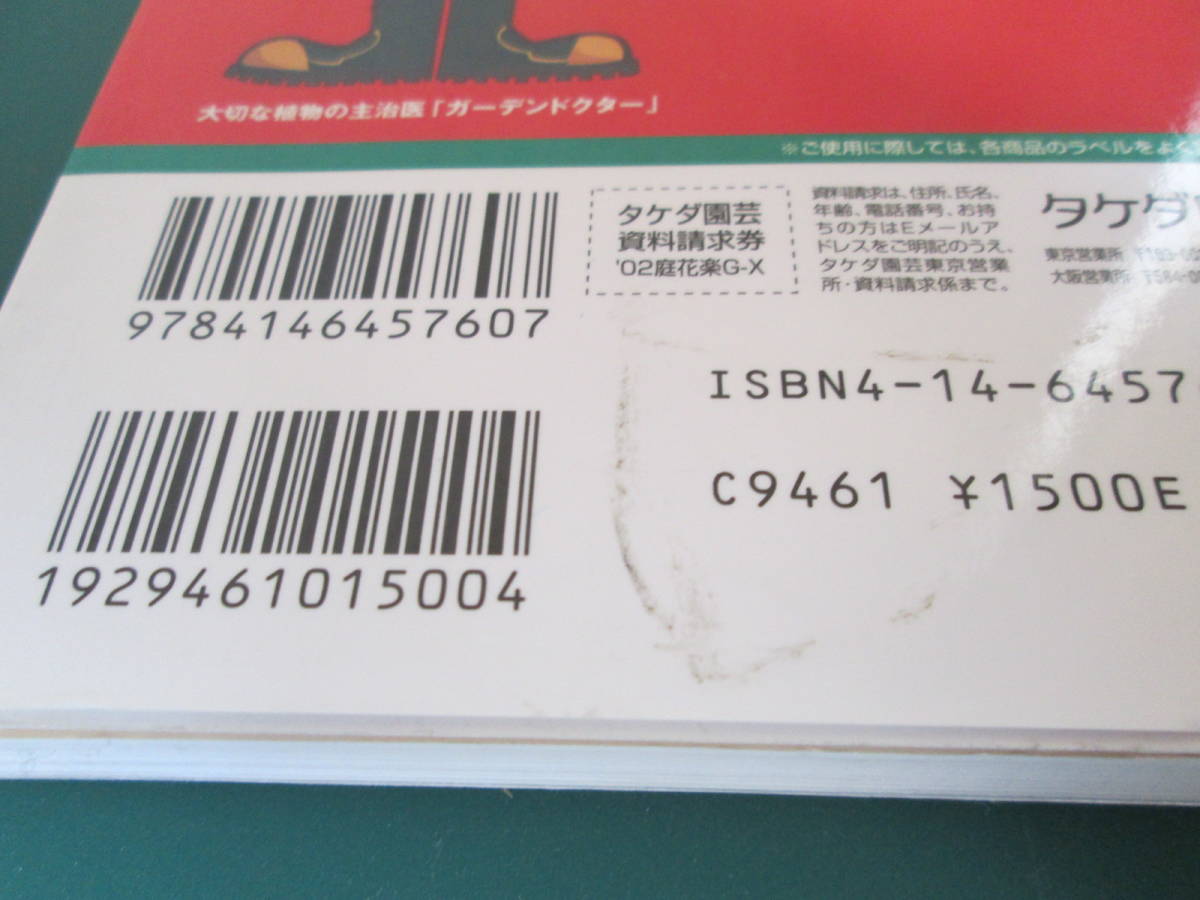 大切な植物の主治医「ガーデンドクター」
※ご使用に際しては、各商品のラベルをよく
9784146457607
タケダ園芸
資料請求券
'02庭花楽G-X
資料請求は、住所、氏名、
年齢、電話番号、お持
ちの方はEメールア
ドレスをご明記のうえ、
タケダ園芸東京営業
所・資料請求係まで。
タケダ
東京営業所
大阪営業所
ISBN4-14-6457
C9461 ¥1500E
1929461015004